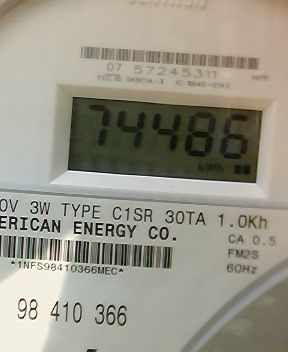 07 57245311
74486
kWh
0V 3W TYPE C1SR 30TA 1.0Kh
ERICAN ENERGY CO.
CA 0.5
FM2S
*1NFS98410366MEC*
60Hz
98 410 366